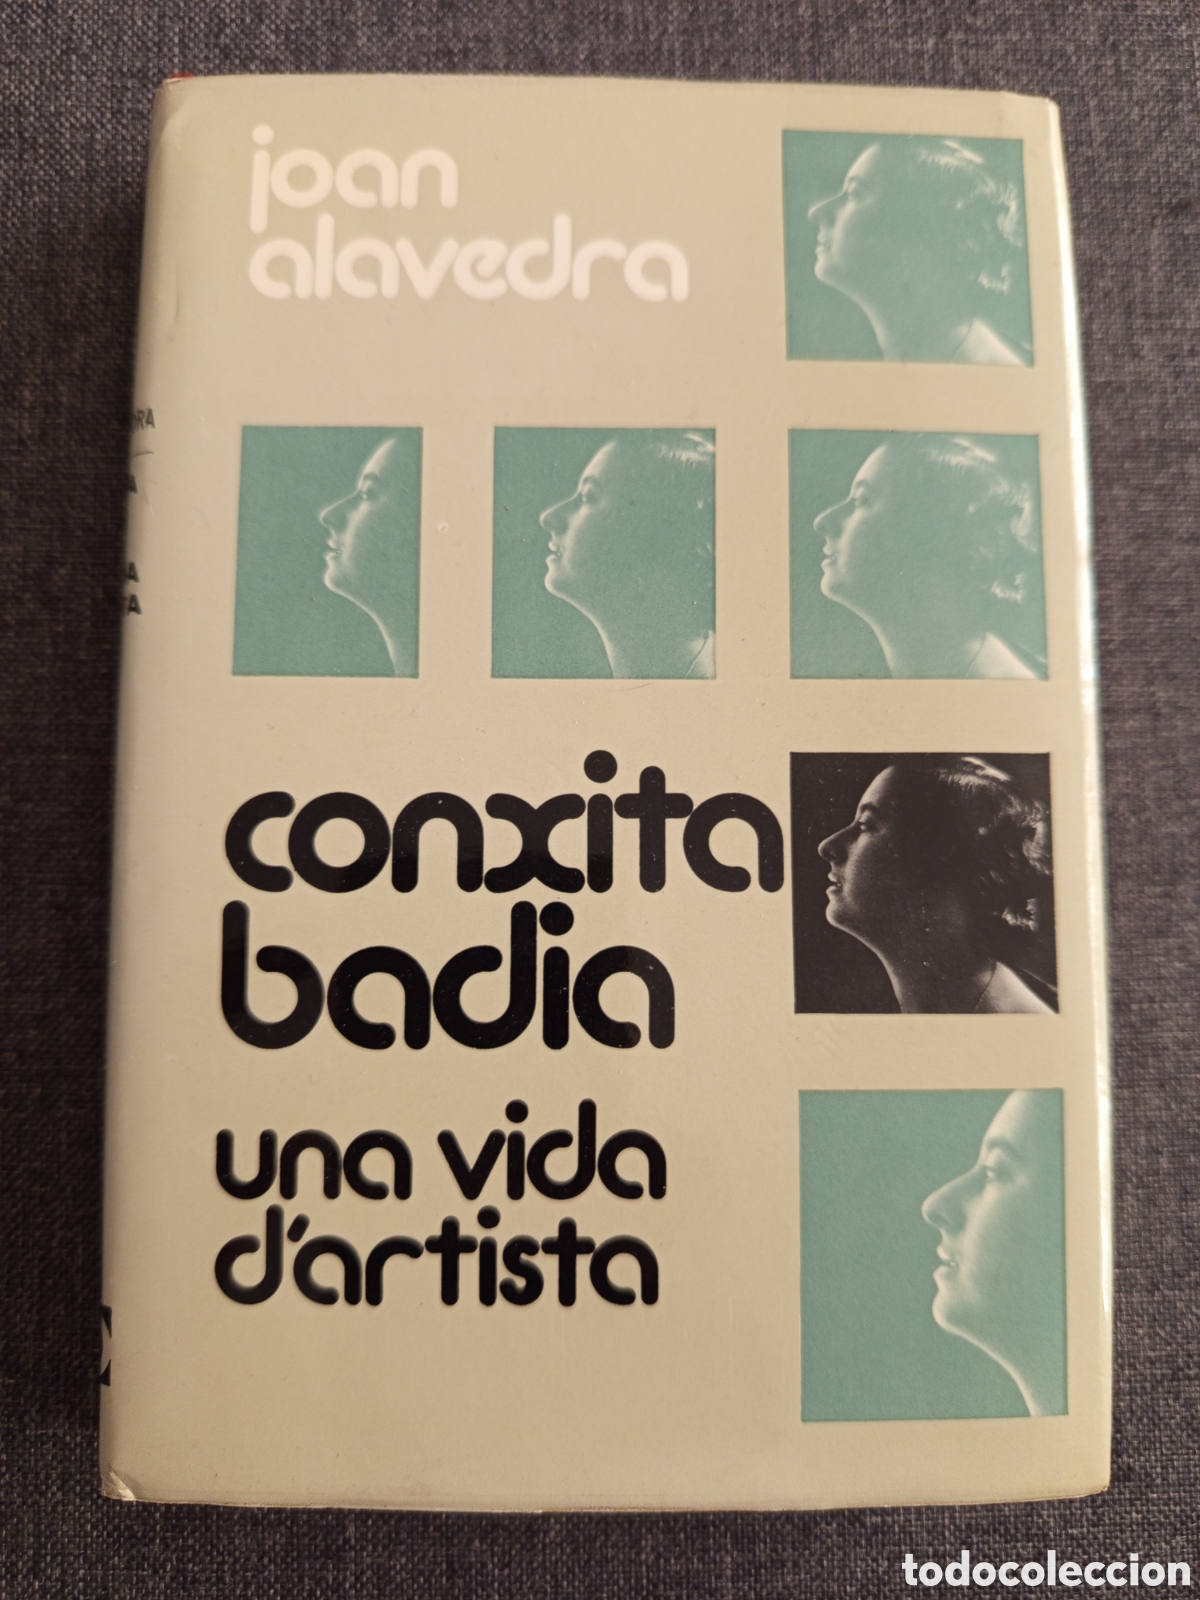 joan
alavedra
conxita
badia
una vida
d'artista
todocoleccion